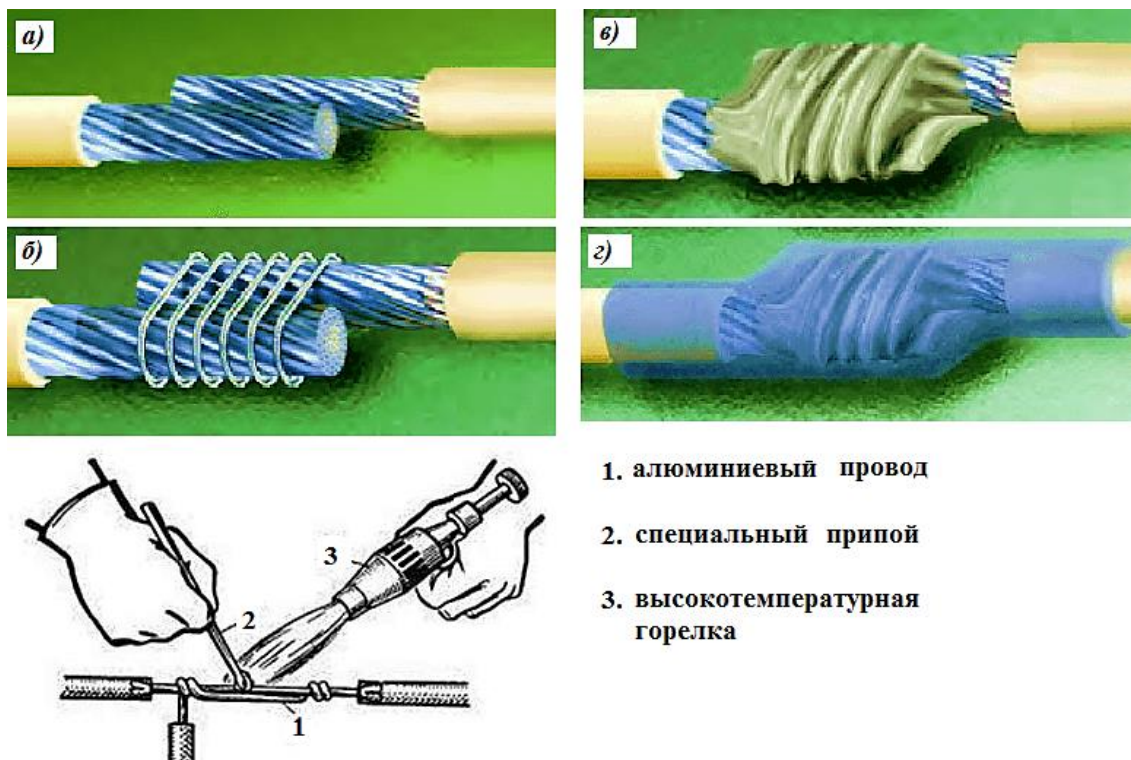 а)
в)
б)
г)
1. алюминиевый провод
2. специальный припой
3. высокотемпературная
горелка
3
2
1